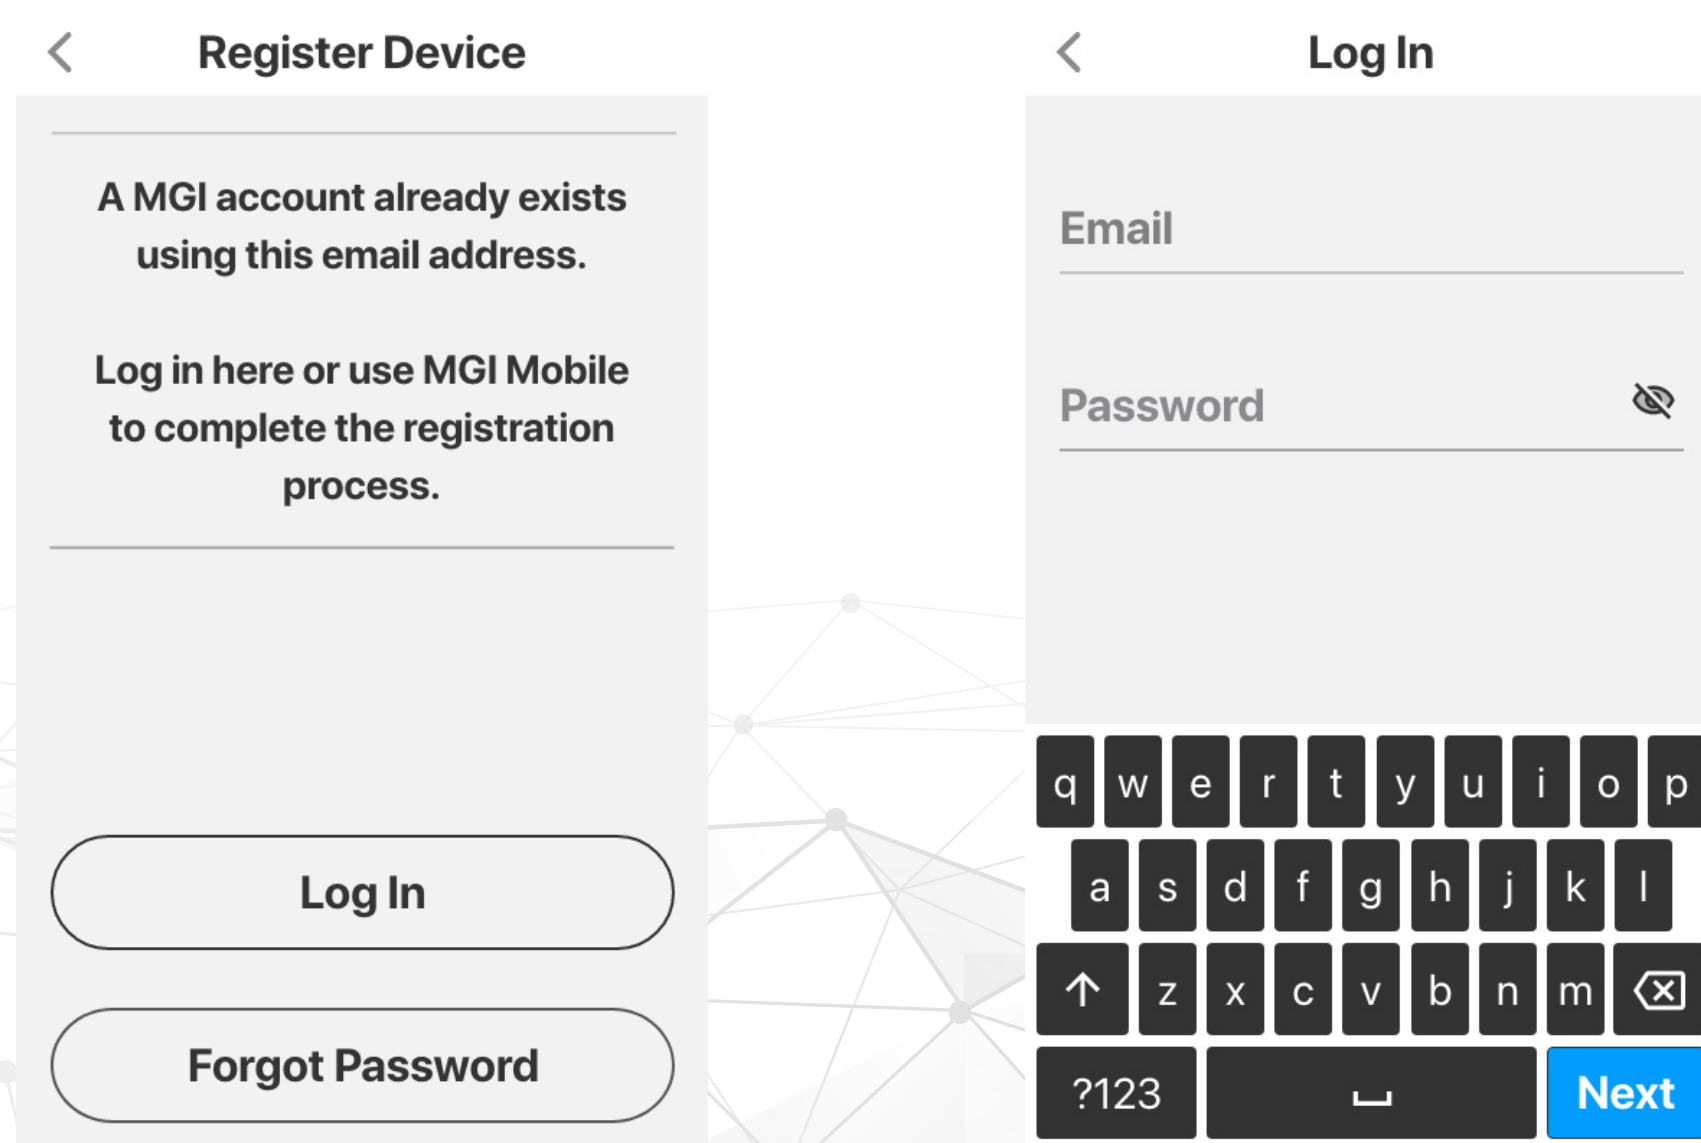 Register Device
A MGI account already exists
using this email address.
Log in here or use MGI Mobile
to complete the registration
process.
Log In
Forgot Password
Log In
Email
Password
q w e r t y u i o p
a s d f g h j k l
z x c v b n m
?123 Next